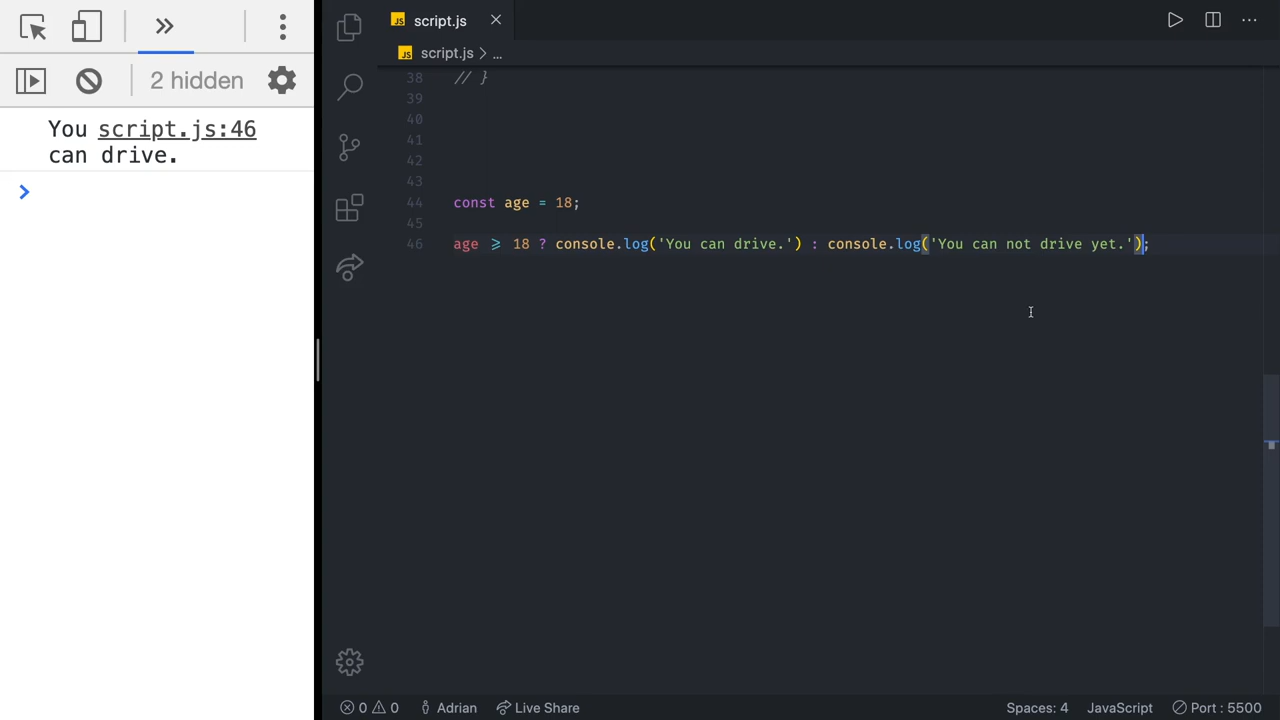 2 hidden
You script.js:46
can drive.
script.js
script.js > ...
38 // }
39
40
41
42
43
44 const age = 18;
45
46 age >= 18 ? console.log('You can drive.') : console.log('You can not drive yet.');
0 0 Adrian Live Share Spaces: 4 JavaScript Port : 5500